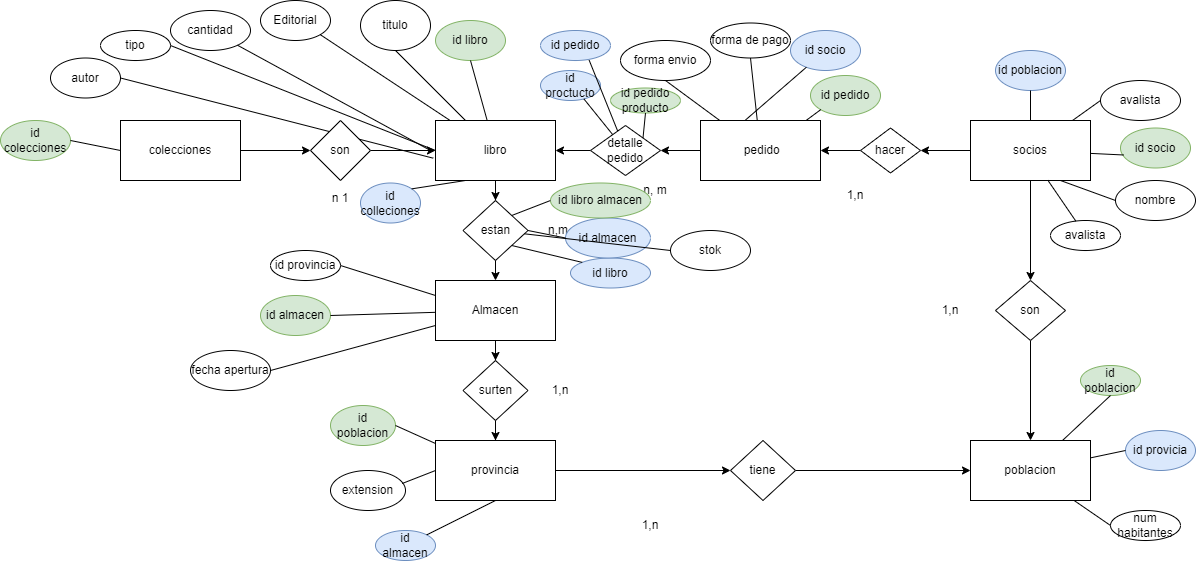 Editorial
titulo
cantidad
tipo
autor
id libro
id pedido
id
proctucto
forma envio
forma de pago
id socio
id pedido
id pedido
producto
id poblacion
avalista
id
colecciones
colecciones
son
libro
detalle
pedido
pedido
hacer
socios
id socio
n 1
id
colleciones
n, m
1,n
nombre
id libro almacen
estan
n,m
id almacen
stok
avalista
id provincia
id libro
id almacen
Almacen
1,n
son
fecha apertura
surten
1,n
id
poblacion
id
poblacion
id provicia
extension
provincia
tiene
poblacion
id
almacen
1,n
num
habitantes